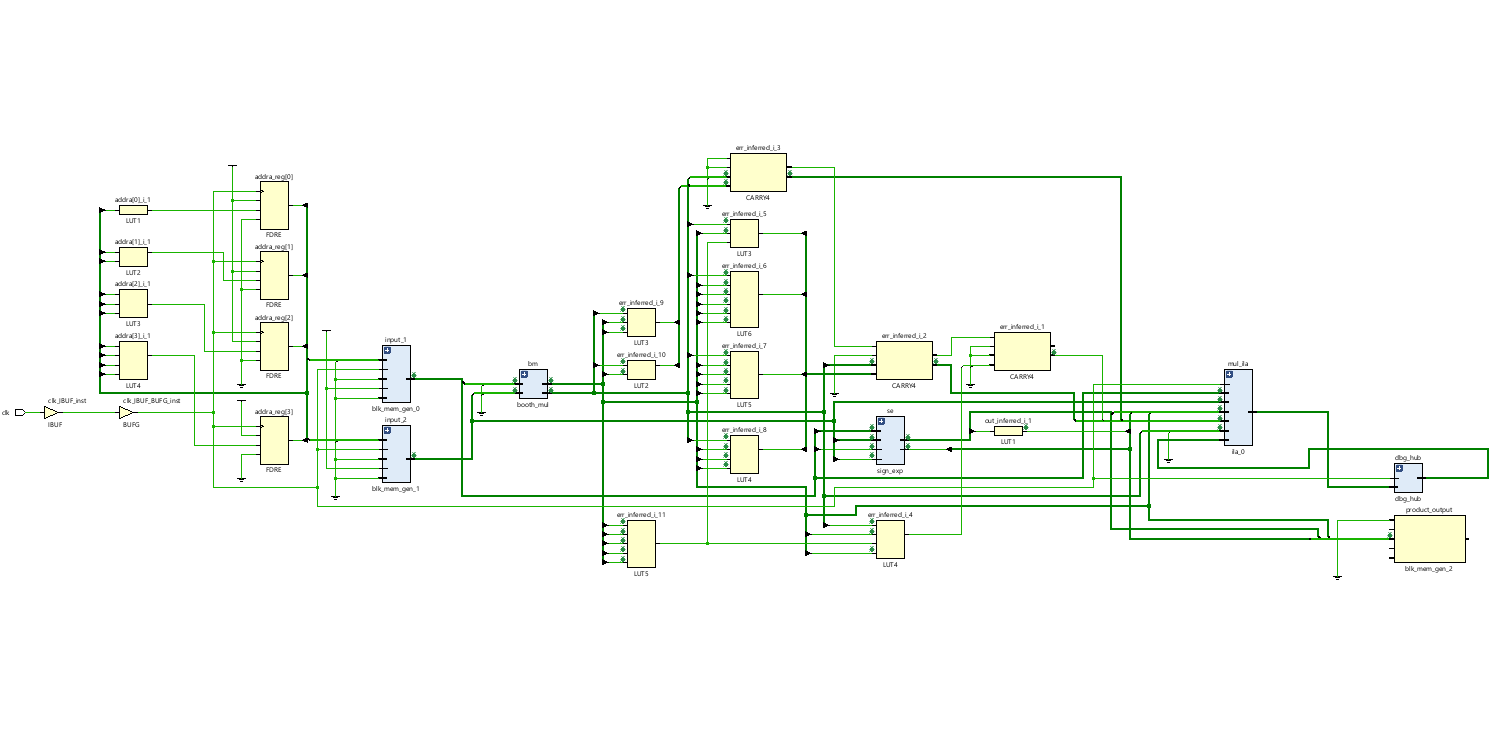 clk
clk_IBUF_inst
IBUF
clk_IBUF_BUFG_inst
BUFG
addra[0]_i_1
LUT1
addra[1]_i_1
LUT2
addra[2]_i_1
LUT3
addra[3]_i_1
LUT4
addra_reg[0]
FDRE
addra_reg[1]
FDRE
addra_reg[2]
FDRE
addra_reg[3]
FDRE
input_1
blk_mem_gen_0
input_2
blk_mem_gen_1
bm
booth_mul
err_inferred_i_9
LUT3
err_inferred_i_10
LUT2
err_inferred_i_11
LUT5
err_inferred_i_3
CARRY4
err_inferred_i_5
LUT3
err_inferred_i_6
LUT6
err_inferred_i_7
LUT5
err_inferred_i_8
LUT4
err_inferred_i_2
CARRY4
se
sign_exp
err_inferred_i_4
LUT4
err_inferred_i_1
CARRY4
out_inferred_i_1
LUT1
mul_ila
ila_0
dbg_hub
dbg_hub
product_output
blk_mem_gen_2